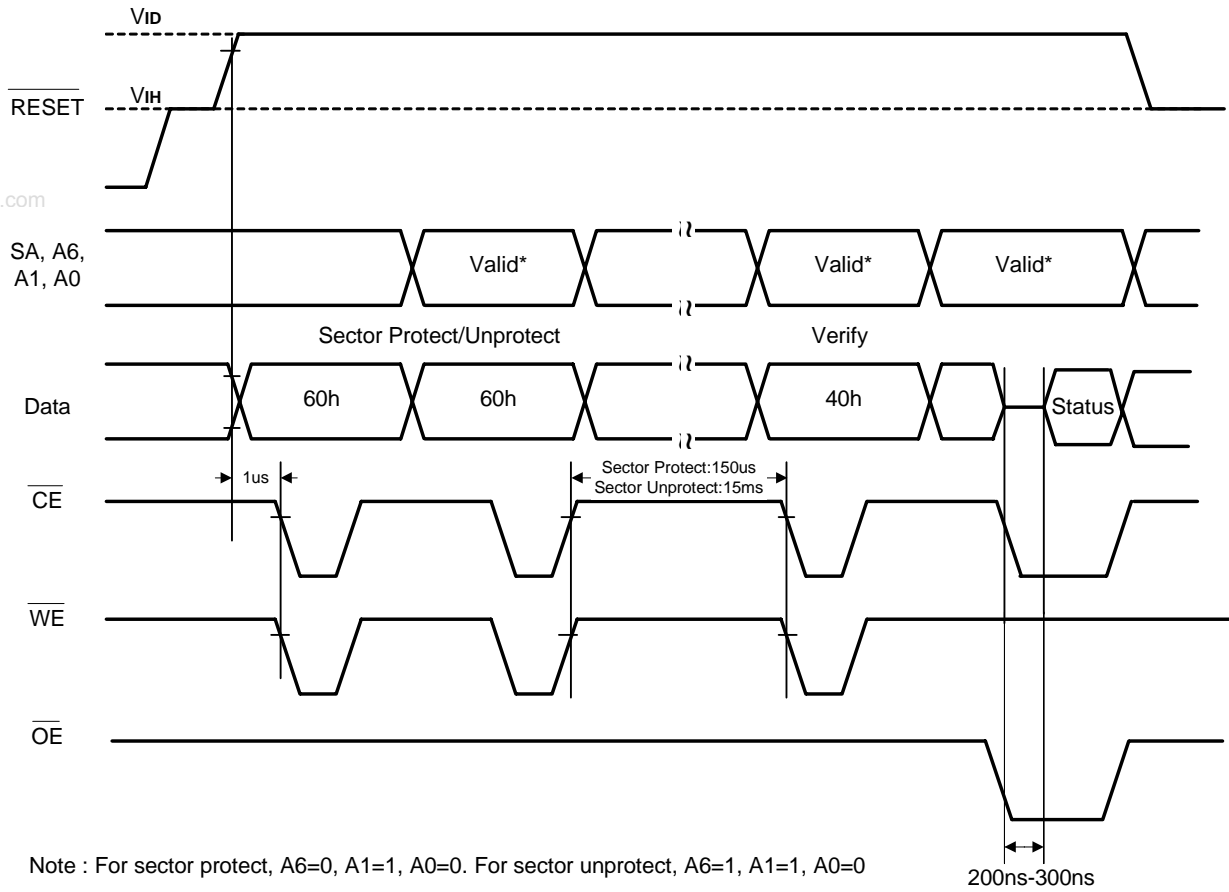 VID
VIH
RESET
.com
SA, A6,
A1, A0
Valid*
Valid*
Valid*
Sector Protect/Unprotect
Verify
Data
60h
60h
40h
Status
1us
Sector Protect:150us
Sector Unprotect:15ms
CE
WE
OE
Note : For sector protect, A6=0, A1=1, A0=0. For sector unprotect, A6=1, A1=1, A0=0
200ns-300ns